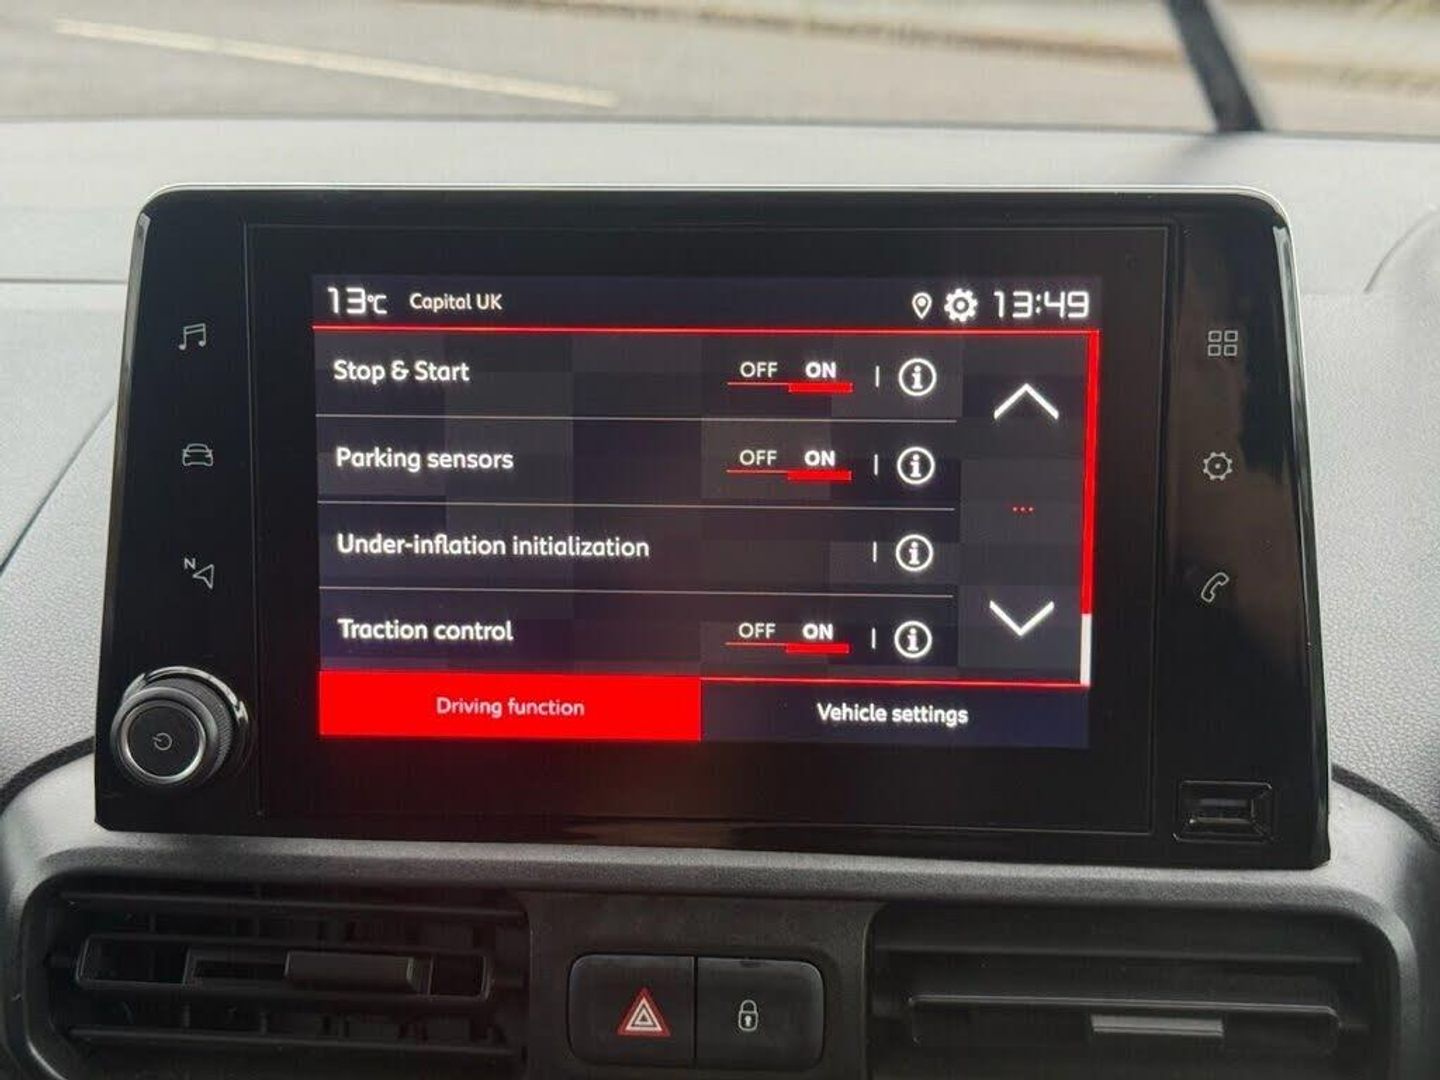 13°C Capital UK 13:49
Stop & Start OFF ON
Parking sensors OFF ON
Under-inflation initialization
Traction control OFF ON
Driving function Vehicle settings
N